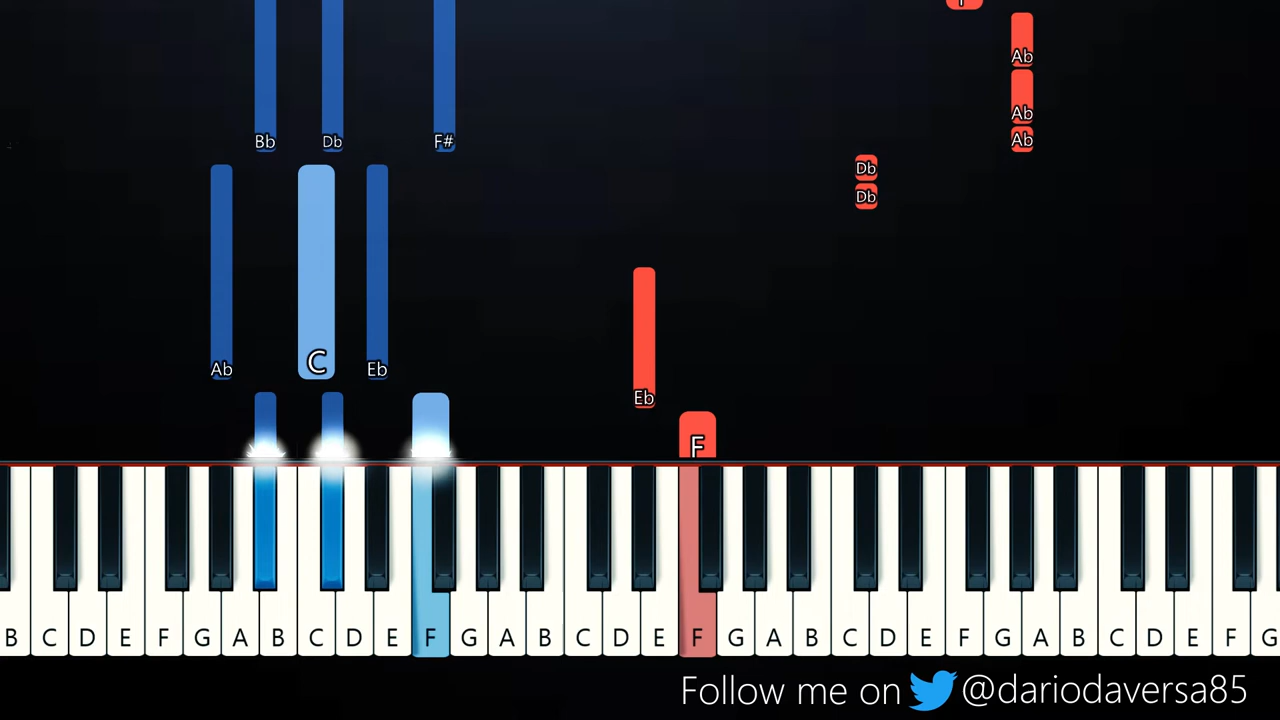 F
Ab
Ab
Bb Db F# Ab
Db
Db
Ab C Eb
Eb
F
B C D E F G A B C D E F G A B C D E F G A B C D E F G A B C D E F G
Follow me on @dariodaversa85